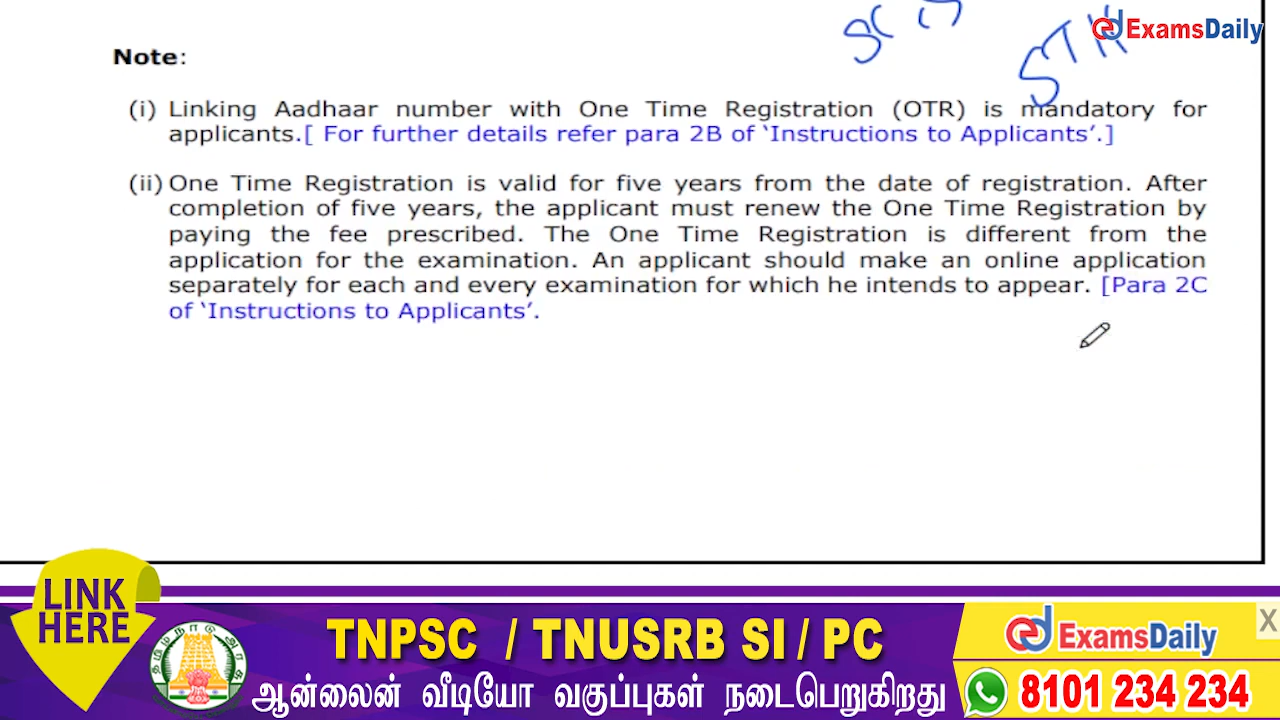 ExamsDaily
Note:
(i) Linking Aadhaar number with One Time Registration (OTR) is mandatory for
applicants.[ For further details refer para 2B of ‘Instructions to Applicants’.]
(ii) One Time Registration is valid for five years from the date of registration. After
completion of five years, the applicant must renew the One Time Registration by
paying the fee prescribed. The One Time Registration is different from the
application for the examination. An applicant should make an online application
separately for each and every examination for which he intends to appear. [Para 2C
of ‘Instructions to Applicants’.
LINK
HERE
TNPSC / TNUSRB SI / PC
ஆன்லைன் வீடியோ வகுப்புகள் நடைபெறுகிறது
ExamsDaily
X
8101 234 234